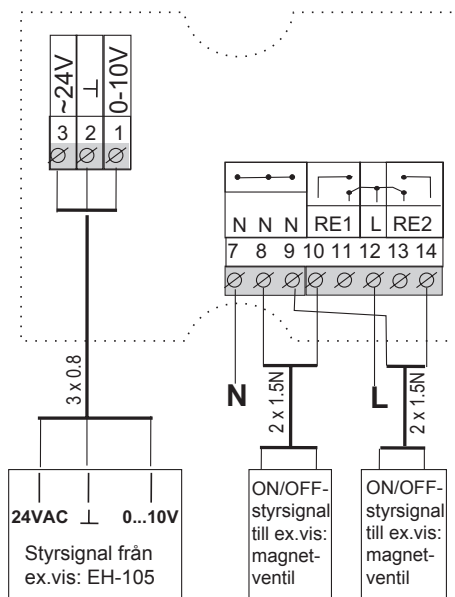 ~24V
⊥
0-10V
3 2 1
N N N RE1 L RE2
7 8 9 10 11 12 13 14
3 x 0.8
N
2 x 1.5N
L
2 x 1.5N
24VAC ⊥ 0...10V
Styrsignal från
ex.vis: EH-105
ON/OFF-
styrsignal
till ex.vis:
magnet-
ventil
ON/OFF-
styrsignal
till ex.vis:
magnet-
ventil